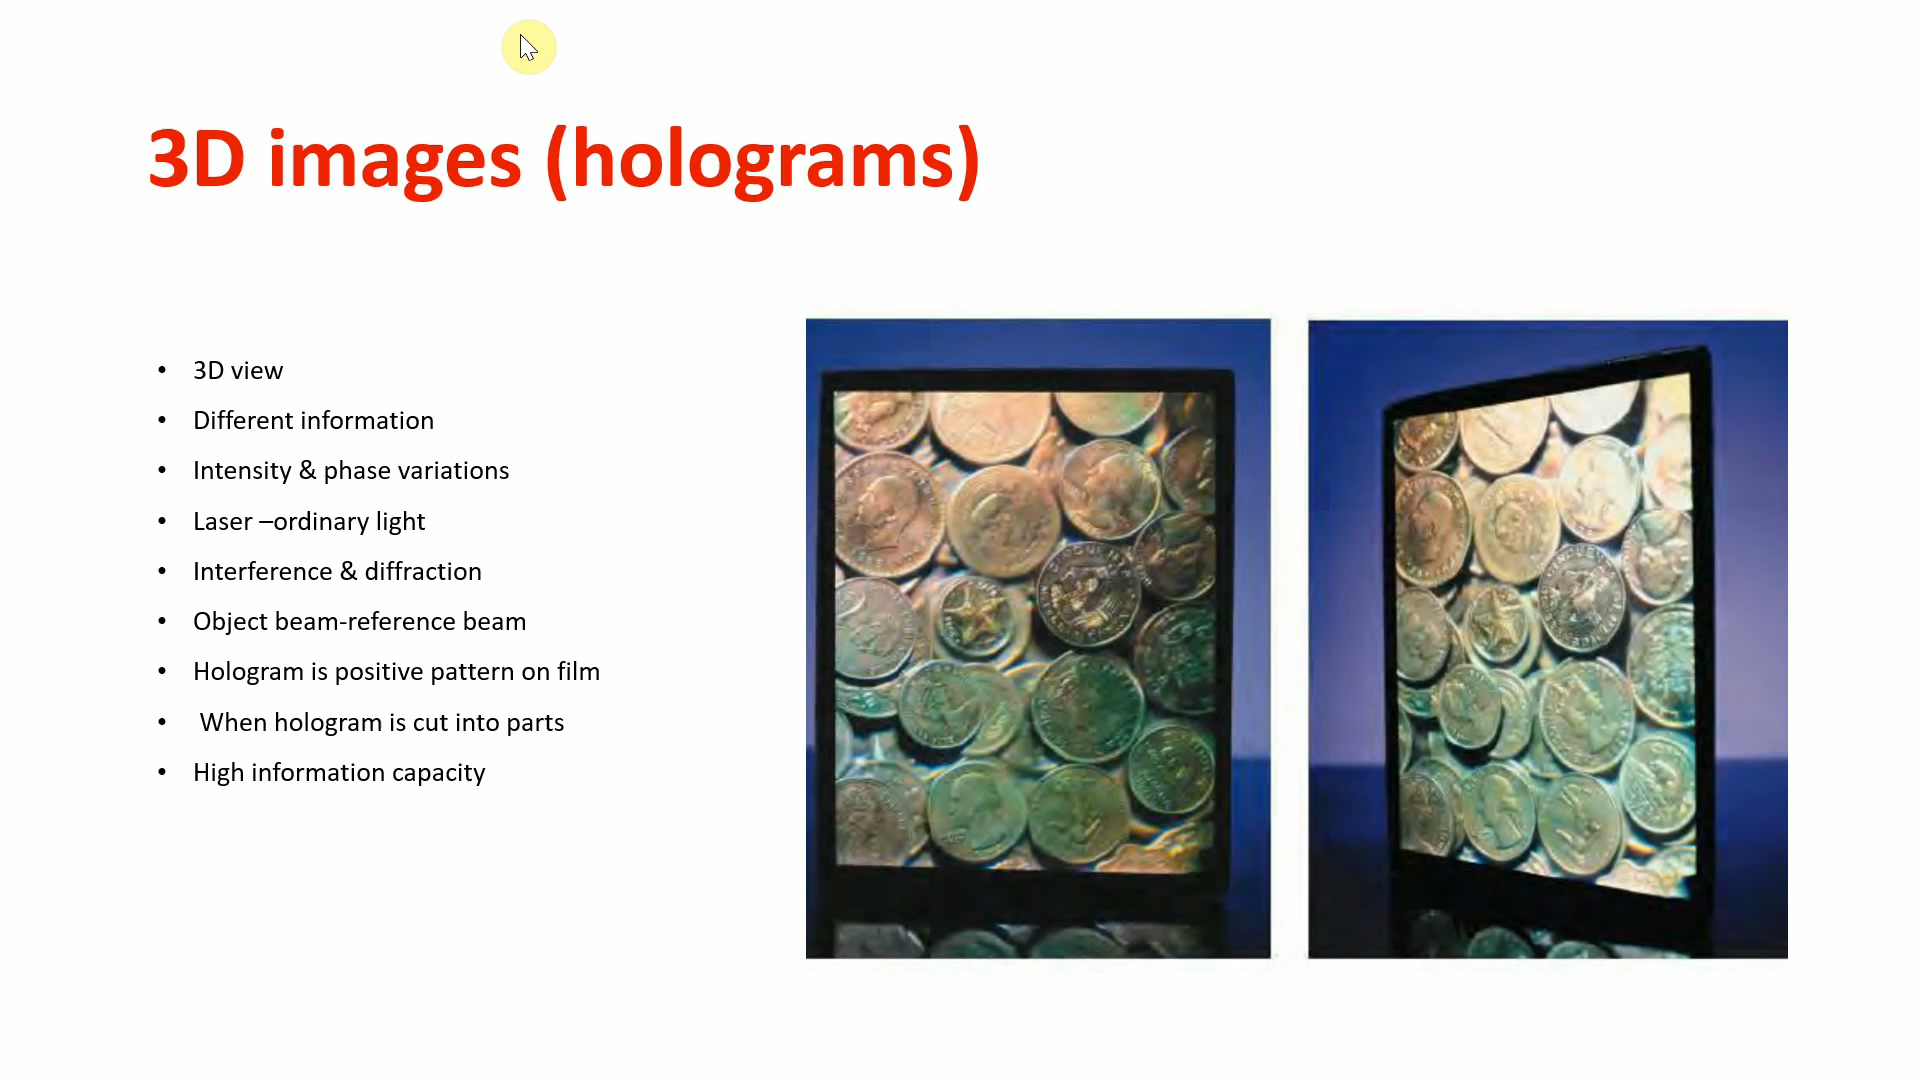 3D images (holograms)
• 3D view
• Different information
• Intensity & phase variations
• Laser –ordinary light
• Interference & diffraction
• Object beam-reference beam
• Hologram is positive pattern on film
• When hologram is cut into parts
• High information capacity